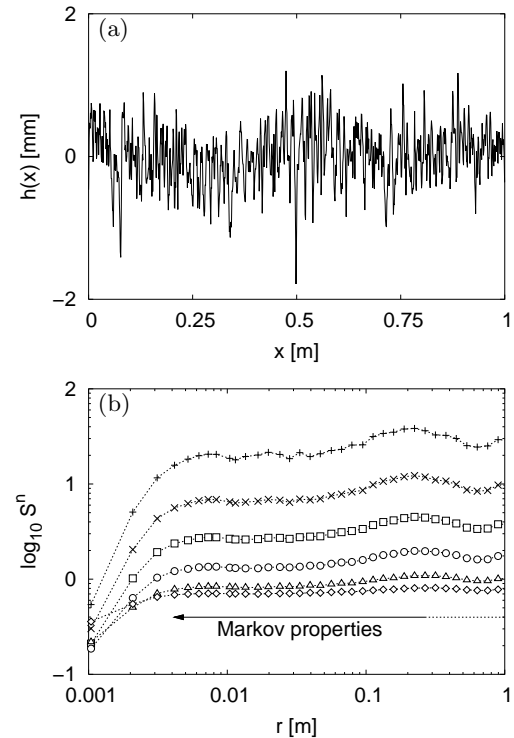 (a)
2
0
−2
h(x) [mm]
0 0.25 0.5 0.75 1
x [m]
(b)
2
1
0
−1
log10 Sⁿ
Markov properties
0.001 0.01 0.1 1
r [m]